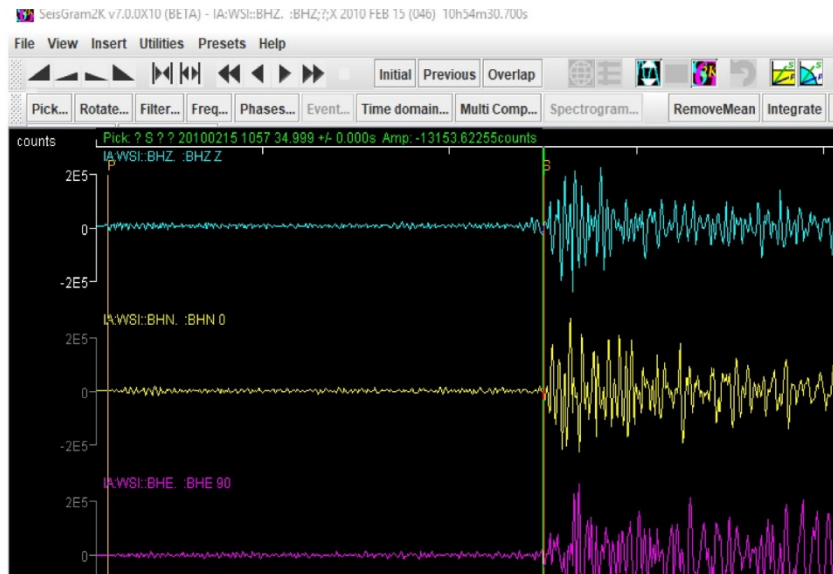 SeisGram2K v7.0.0X10 (BETA) - IA:WSI::BHZ. :BHZ;?;X 2010 FEB 15 (046) 10h54m30.700s
File View Insert Utilities Presets Help
Initial Previous Overlap
Pick... Rotate... Filter... Freq... Phases... Event... Time domain... Multi Comp... Spectrogram... RemoveMean Integrate
counts
Pick: ? S ? ? 20100215 1057 34.999 +/- 0.000s Amp: -13153.62255counts
IA:WSI::BHZ. :BHZ Z
P S
2E5
0
-2E5
IA:WSI::BHN. :BHN 0
2E5
0
-2E5
IA:WSI::BHE. :BHE 90
2E5
0